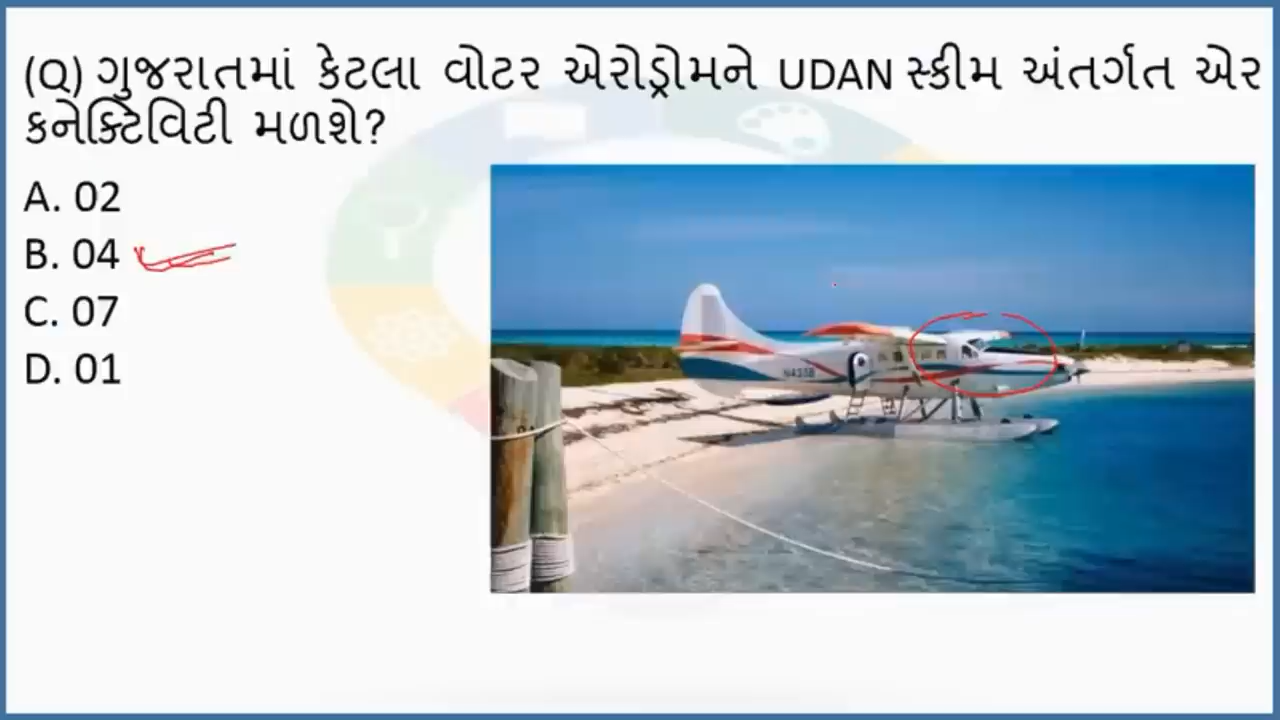 (Q) ગુજરાતમાં કેટલા વોટર એરોડ્રોમને UDAN સ્કીમ અંતર્ગત એર
કનેક્ટિવિટી મળશે?
A. 02
B. 04
C. 07
D. 01